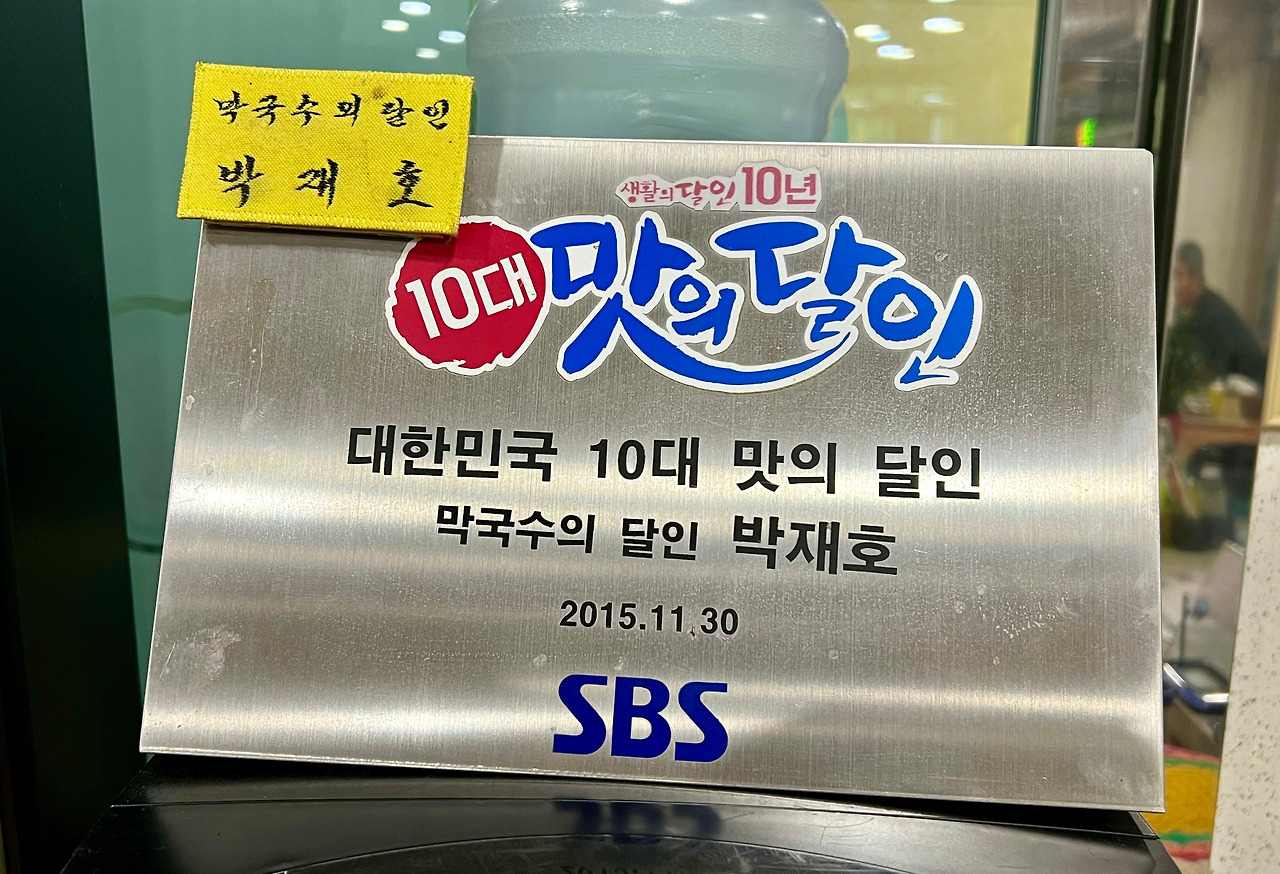 막국수의 달인
박재호
생활의 달인 10년
10대 맛의 달인
대한민국 10대 맛의 달인
막국수의 달인 박재호
2015.11.30
SBS